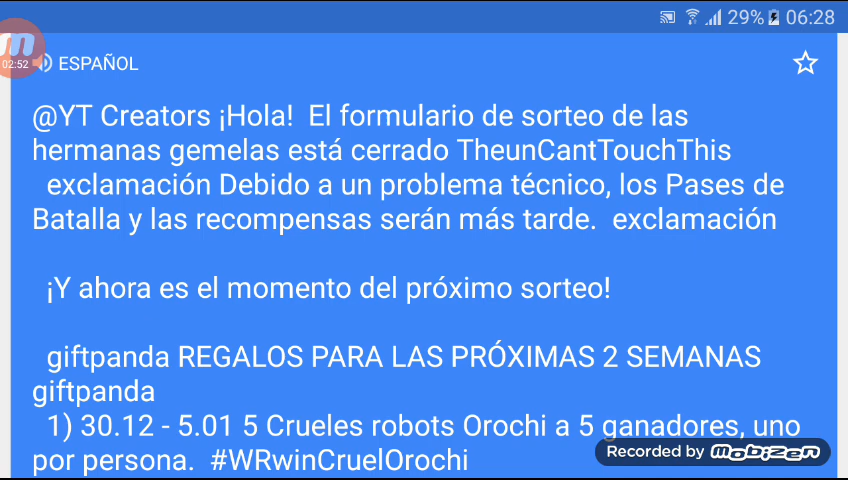 29% 06:28
02:52
ESPAÑOL
@YT Creators ¡Hola!  El formulario de sorteo de las
hermanas gemelas está cerrado TheunCantTouchThis
exclamación Debido a un problema técnico, los Pases de
Batalla y las recompensas serán más tarde.  exclamación
¡Y ahora es el momento del próximo sorteo!
giftpanda REGALOS PARA LAS PRÓXIMAS 2 SEMANAS
giftpanda
1) 30.12 - 5.01 5 Crueles robots Orochi a 5 ganadores, uno
por persona.  #WRwinCruelOrochi
Recorded by mobizen